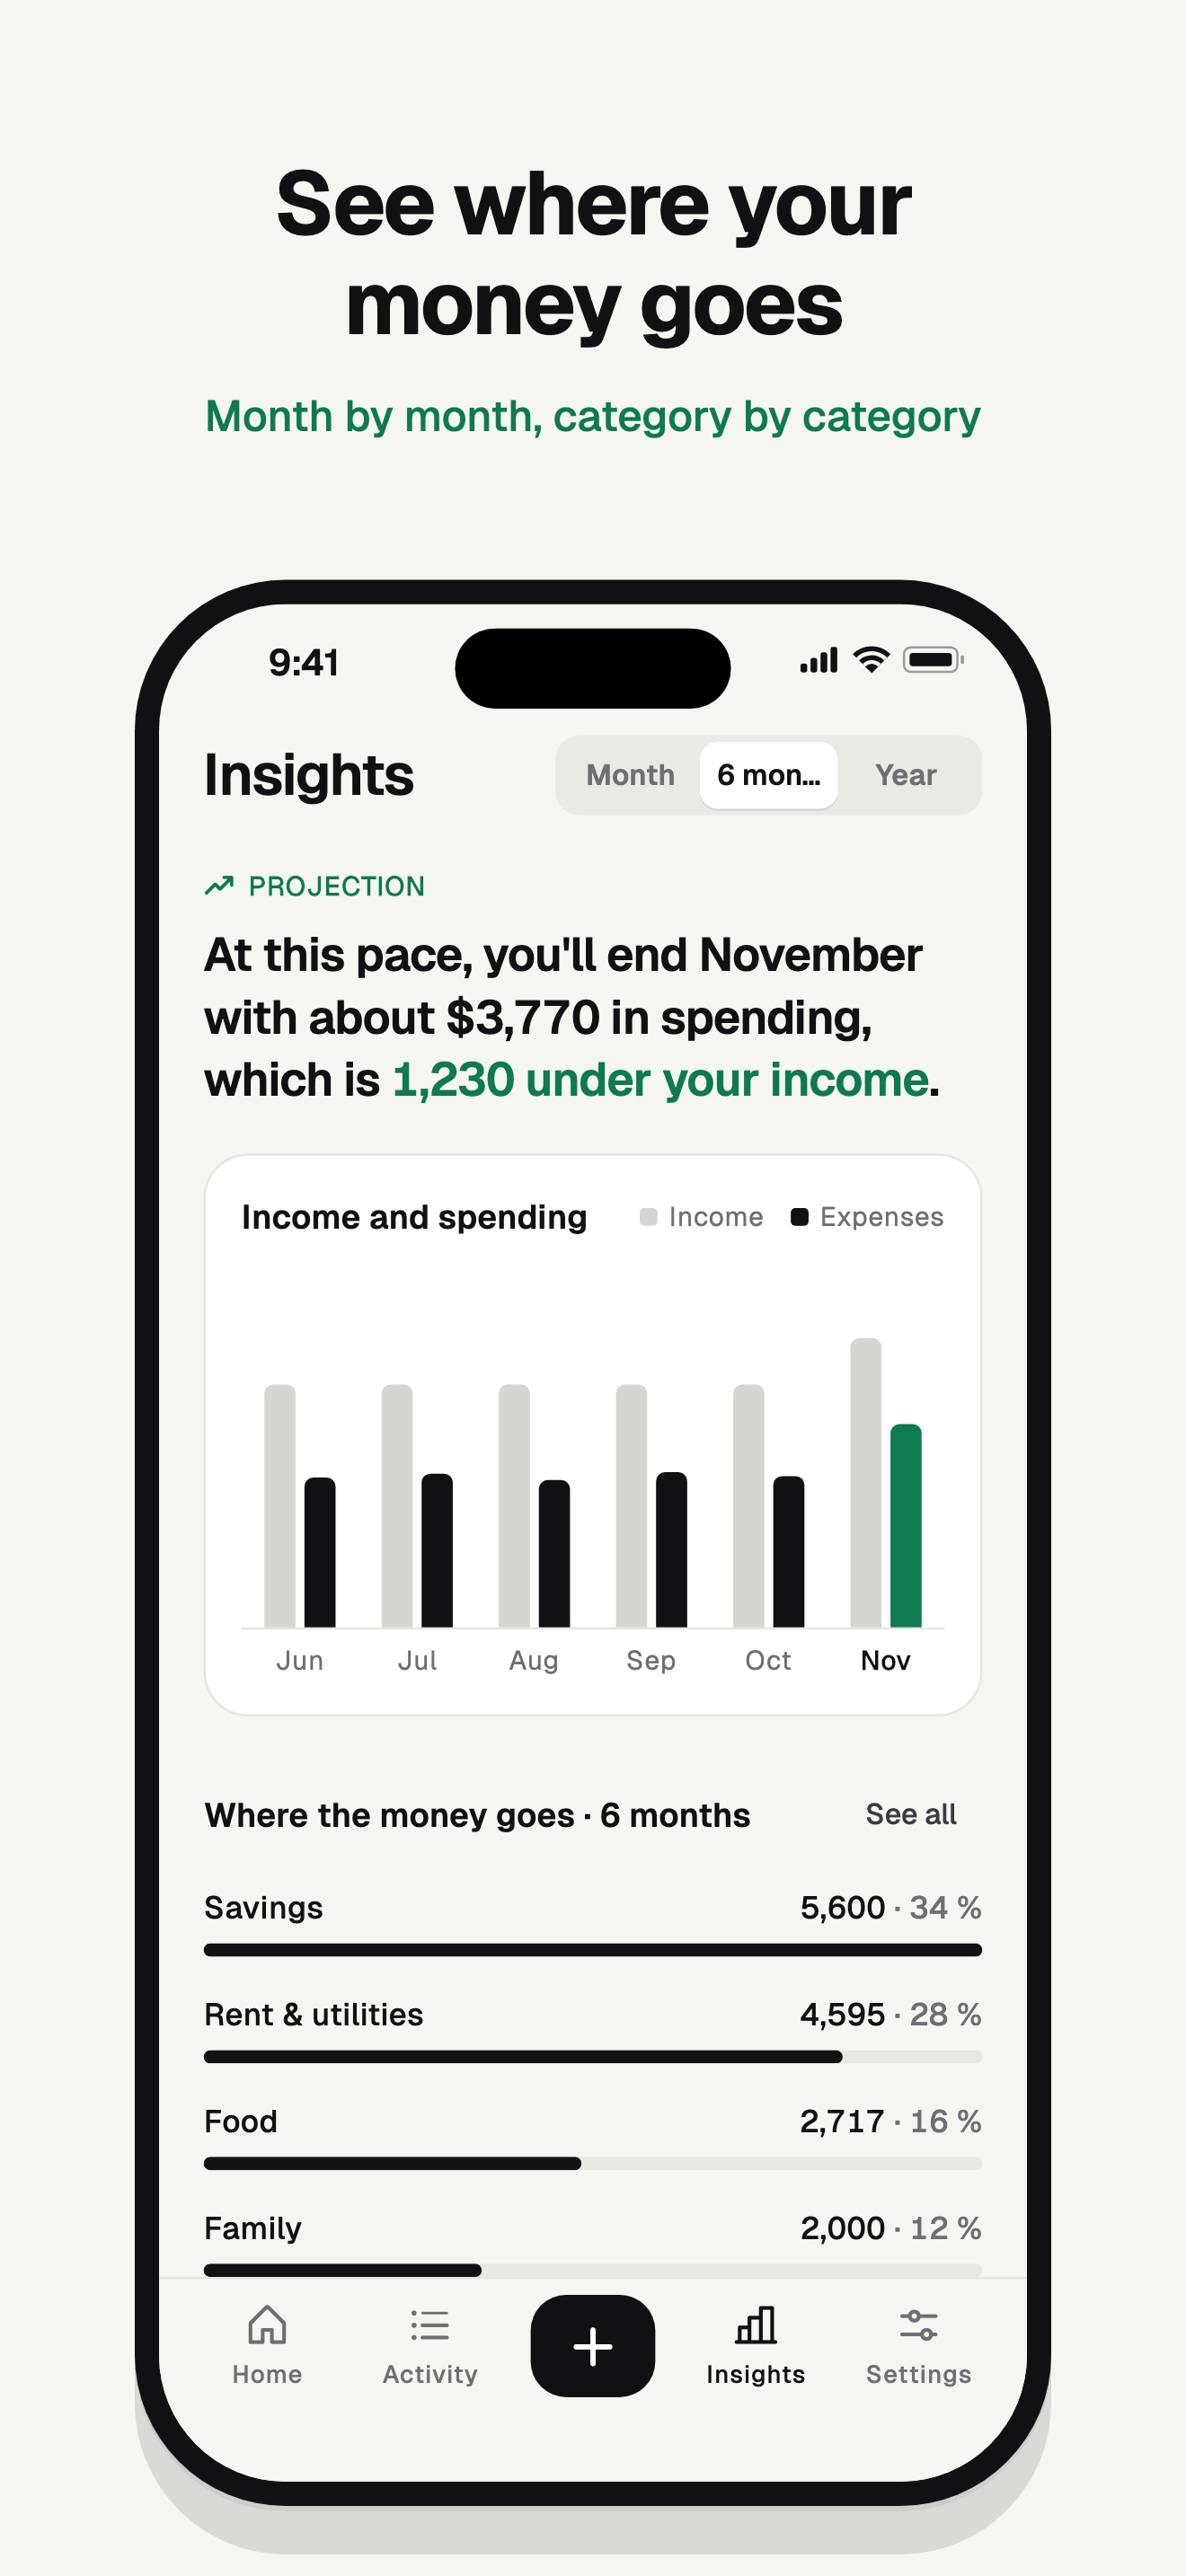 See where your
money goes
Month by month, category by category
9:41
Insights
Month
6 mon...
Year
PROJECTION
At this pace, you'll end November
with about $3,770 in spending,
which is 1,230 under your income.
Income and spending
Income
Expenses
Jun
Jul
Aug
Sep
Oct
Nov
Where the money goes · 6 months
See all
Savings
5,600 · 34 %
Rent & utilities
4,595 · 28 %
Food
2,717 · 16 %
Family
2,000 · 12 %
Home
Activity
Insights
Settings